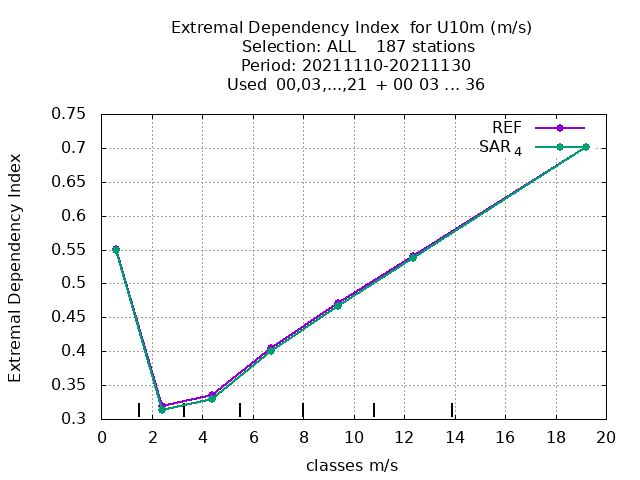 Extremal Dependency Index  for U10m (m/s)
Selection: ALL    187 stations
Period: 20211110-20211130
Used  00,03,...,21  + 00 03 ... 36
Extremal Dependency Index
0.75
0.7
0.65
0.6
0.55
0.5
0.45
0.4
0.35
0.3
REF
SAR 4
0 2 4 6 8 10 12 14 16 18 20
classes m/s